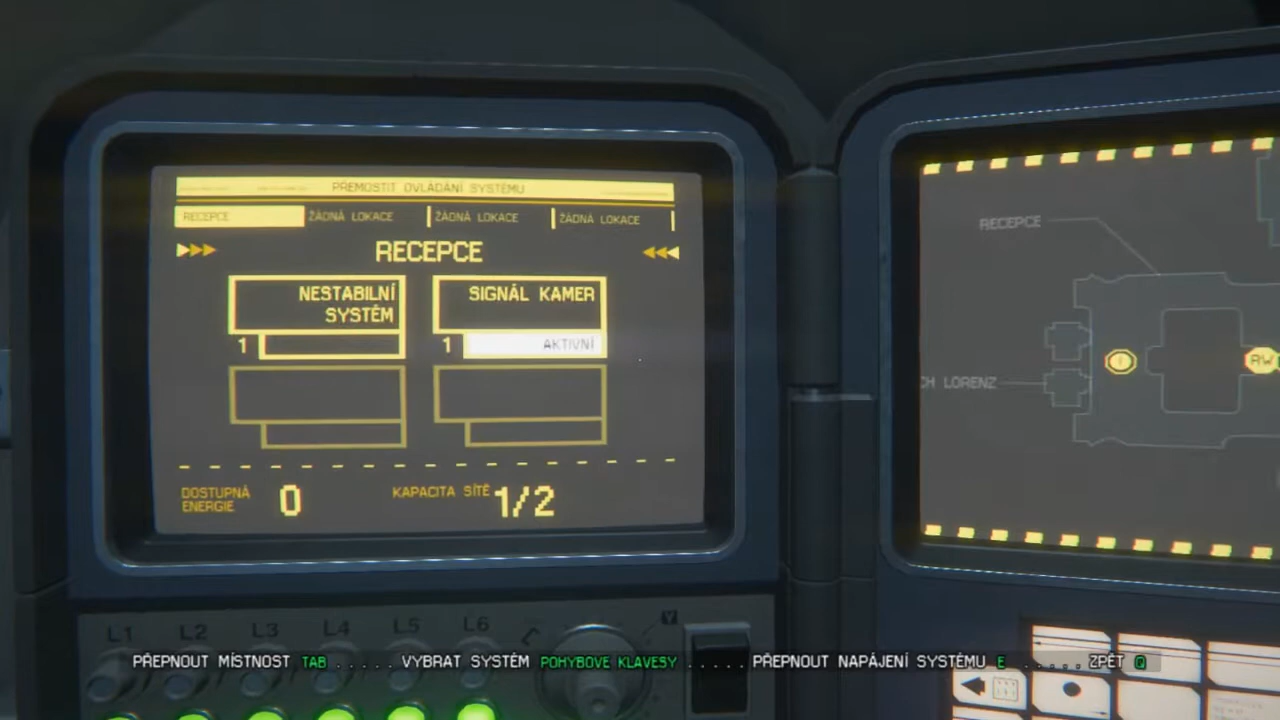 PŘEMOSTIT OVLÁDÁNÍ SYSTÉMU
RECEPCE ŽÁDNÁ LOKACE ŽÁDNÁ LOKACE ŽÁDNÁ LOKACE
RECEPCE
NESTABILNÍ
SYSTÉM
1
SIGNÁL KAMER
1 AKTIVNÍ
DOSTUPNÁ
ENERGIE
0
KAPACITA SÍTĚ 1/2
RECEPCE
I
RW
CH LORENZ
L1 L2 L3 L4 L5 L6
Y
PŘEPNOUT MÍSTNOST TAB ..... VYBRAT SYSTÉM POHYBOVÉ KLAVESY ..... PŘEPNOUT NAPÁJENÍ SYSTÉMU E ..... ZPĚT Q